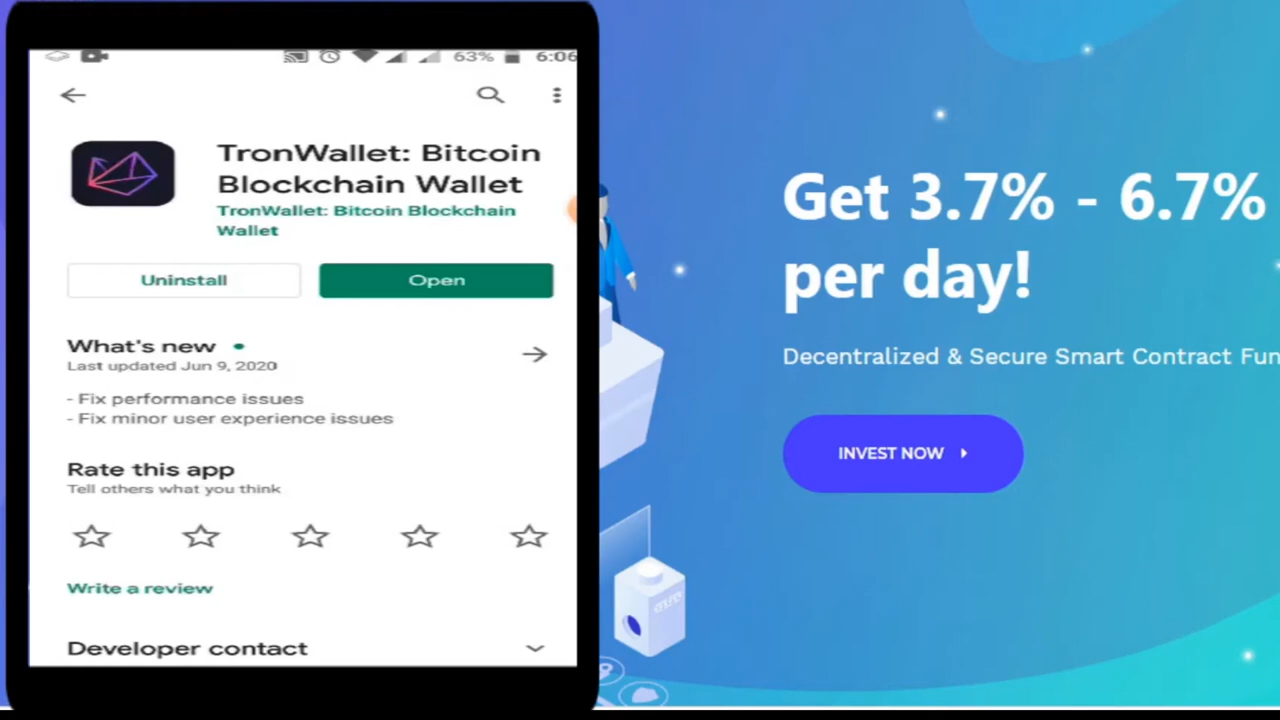 63% 6:06
TronWallet: Bitcoin
Blockchain Wallet
TronWallet: Bitcoin Blockchain
Wallet
Uninstall
Open
What's new
Last updated Jun 9, 2020
- Fix performance issues
- Fix minor user experience issues
Rate this app
Tell others what you think
Write a review
Developer contact
Get 3.7% - 6.7%
per day!
Decentralized & Secure Smart Contract Fun
INVEST NOW